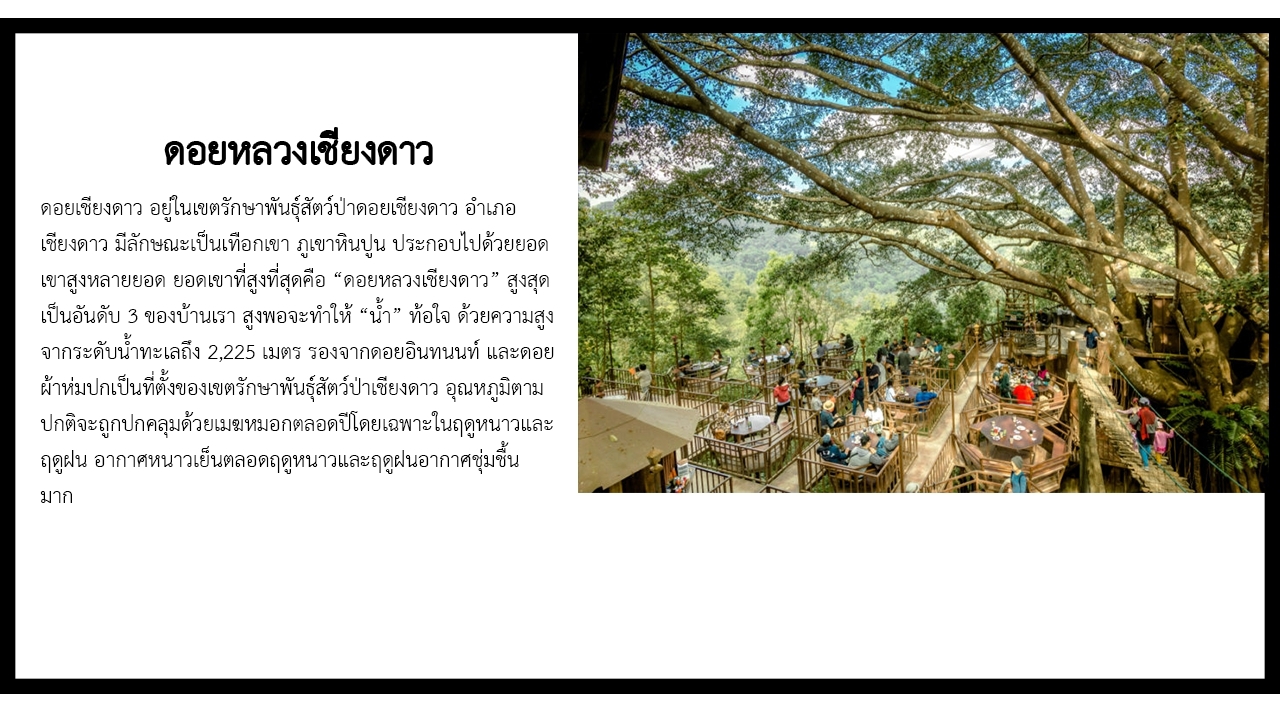 ดอยหลวงเชียงดาว
ดอยเชียงดาว อยู่ในเขตรักษาพันธุ์สัตว์ป่าดอยเชียงดาว อำเภอ
เชียงดาว มีลักษณะเป็นเทือกเขา ภูเขาหินปูน ประกอบไปด้วยยอด
เขาสูงหลายยอด ยอดเขาที่สูงที่สุดคือ “ดอยหลวงเชียงดาว” สูงสุด
เป็นอันดับ 3 ของบ้านเรา สูงพอจะทำให้ “น้ำ” ท้อใจ ด้วยความสูง
จากระดับน้ำทะเลถึง 2,225 เมตร รองจากดอยอินทนนท์ และดอย
ผ้าห่มปกเป็นที่ตั้งของเขตรักษาพันธุ์สัตว์ป่าเชียงดาว อุณหภูมิตาม
ปกติจะถูกปกคลุมด้วยเมฆหมอกตลอดปีโดยเฉพาะในฤดูหนาวและ
ฤดูฝน อากาศหนาวเย็นตลอดฤดูหนาวและฤดูฝนอากาศชุ่มชื้น
มาก